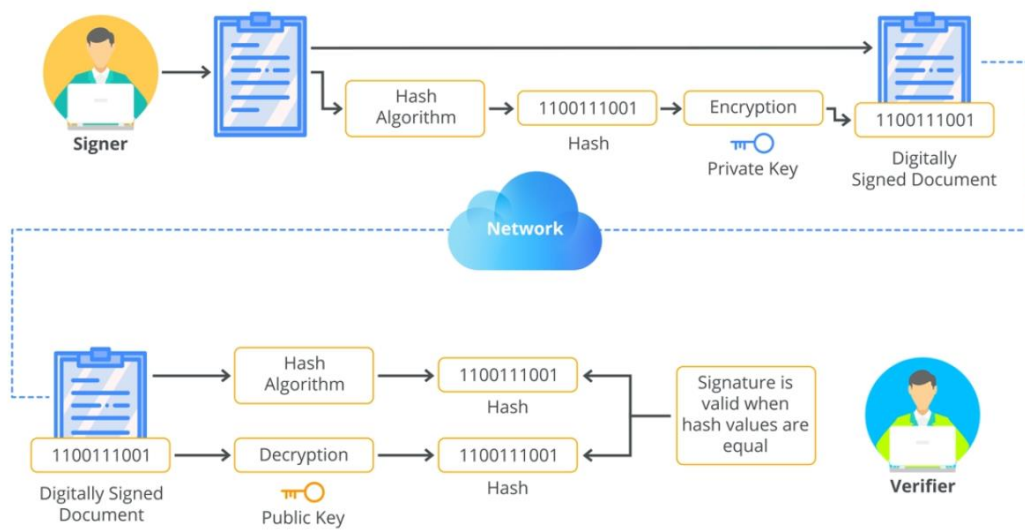 Signer
Hash
Algorithm
1100111001
Hash
Encryption
Private Key
1100111001
Digitally
Signed Document
Network
1100111001
Digitally Signed
Document
Hash
Algorithm
1100111001
Hash
Decryption
Public Key
1100111001
Hash
Signature is
valid when
hash values are
equal
Verifier